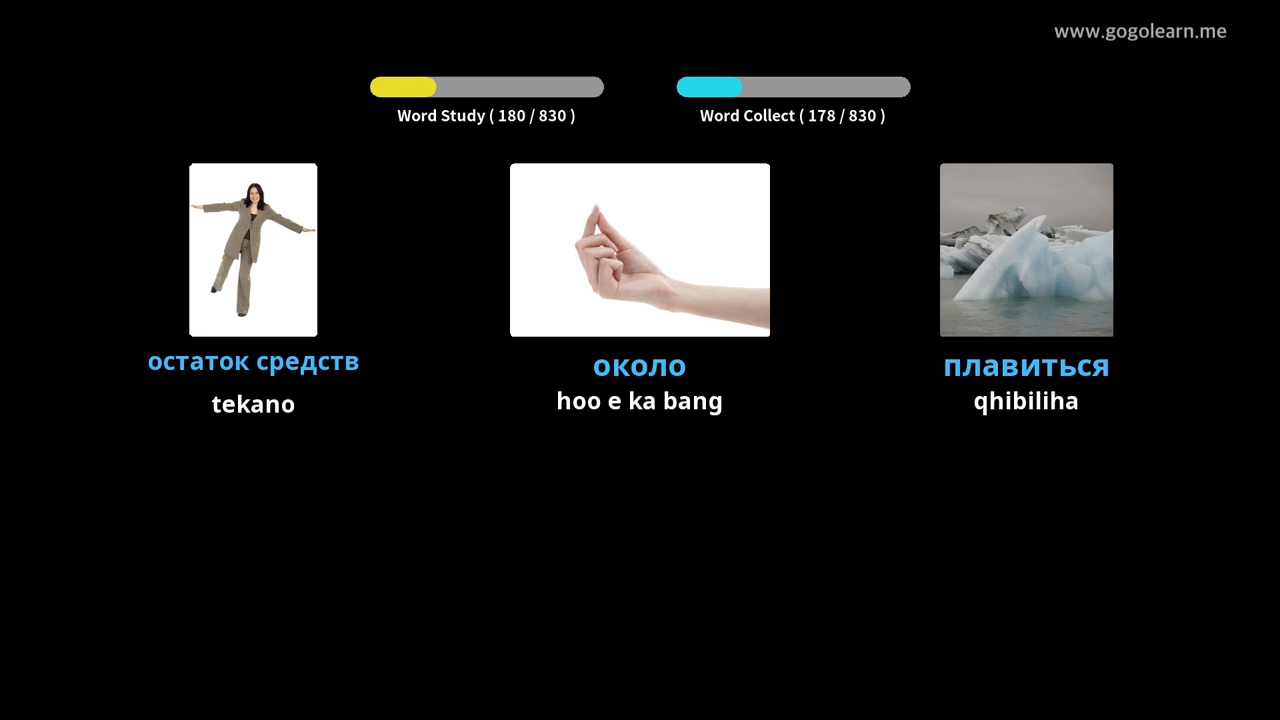 www.gogolearn.me
Word Study ( 180 / 830 )
Word Collect ( 178 / 830 )
остаток средств
tekano
около
hoo e ka bang
плавиться
qhibiliha